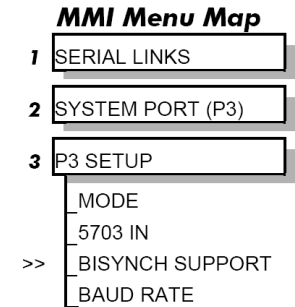 MMI Menu Map
1 SERIAL LINKS
2 SYSTEM PORT (P3)
3 P3 SETUP
MODE
5703 IN
>> BISYNCH SUPPORT
BAUD RATE